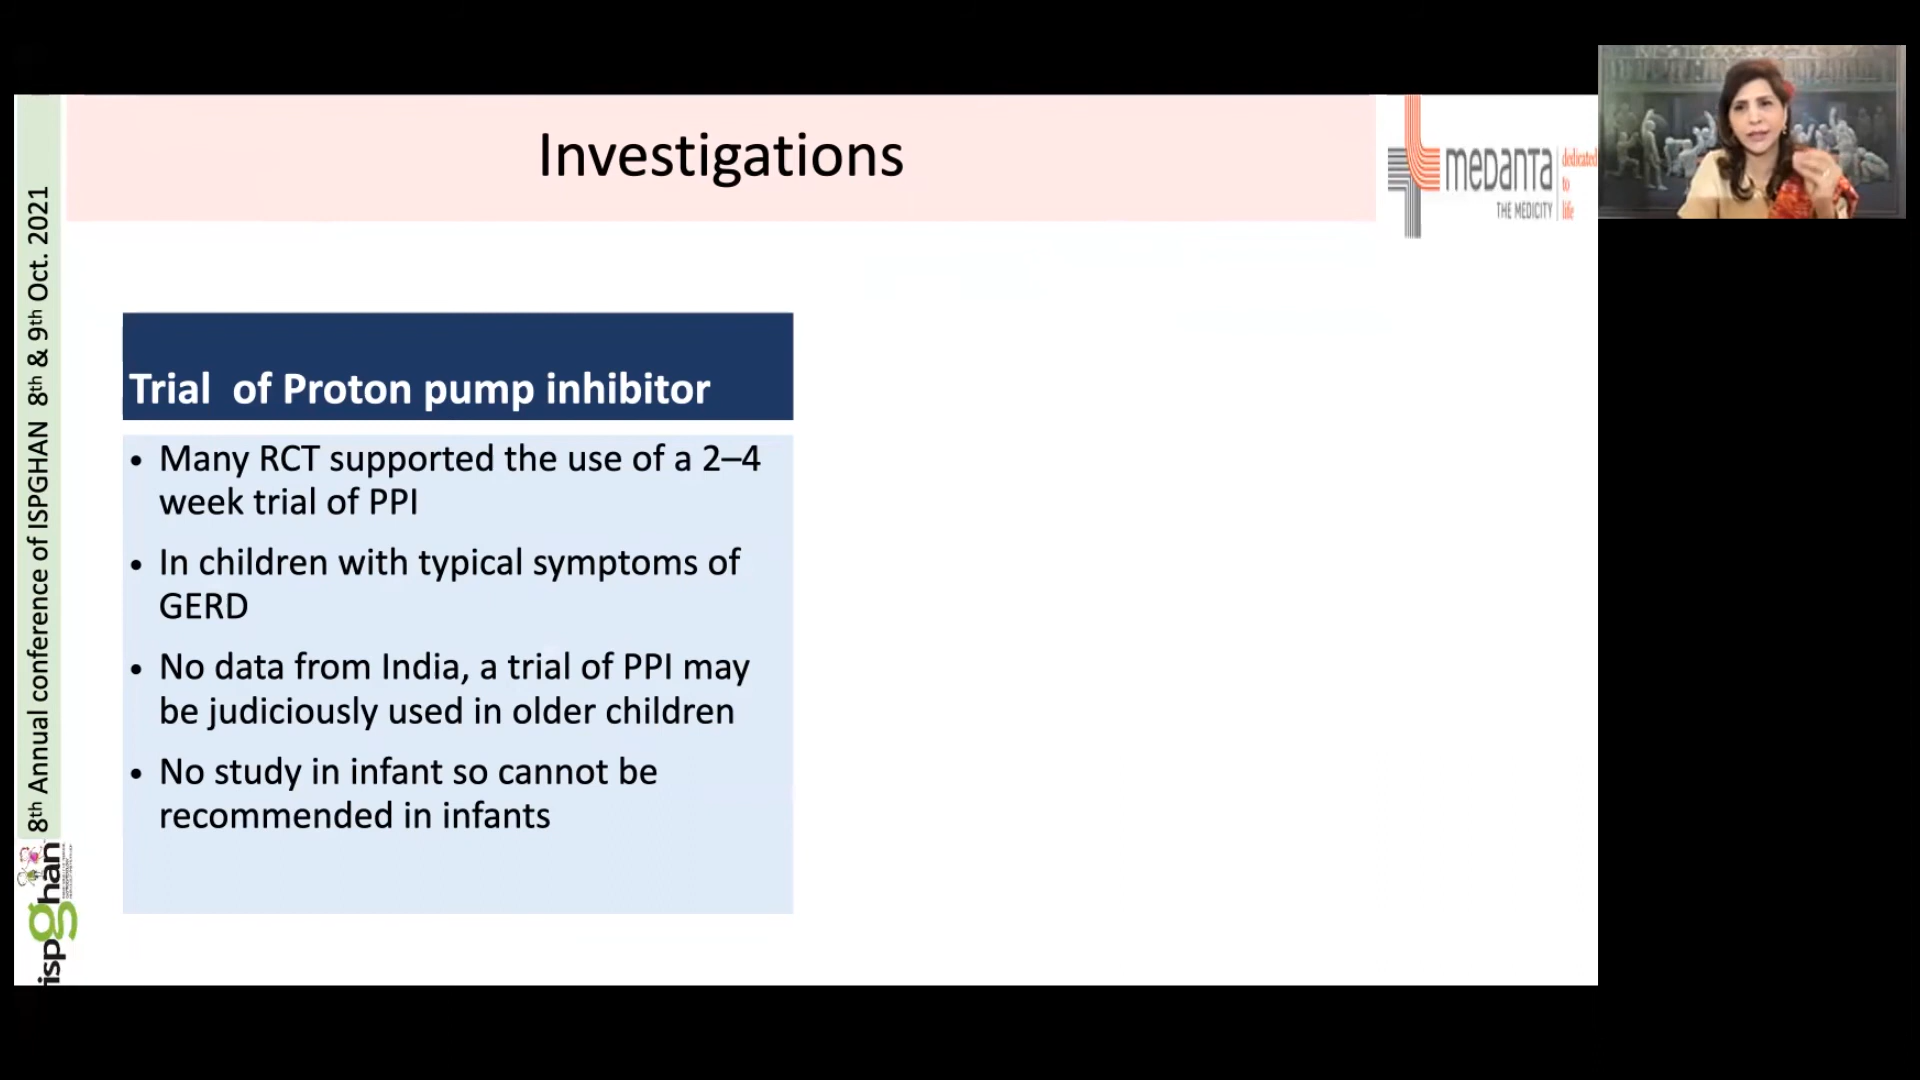 Investigations
medanta
THE MEDICITY
dedicated
to
life
8th Annual conference of ISPGHAN 8th & 9th Oct. 2021
ispghan
Trial of Proton pump inhibitor
• Many RCT supported the use of a 2–4
week trial of PPI
• In children with typical symptoms of
GERD
• No data from India, a trial of PPI may
be judiciously used in older children
• No study in infant so cannot be
recommended in infants